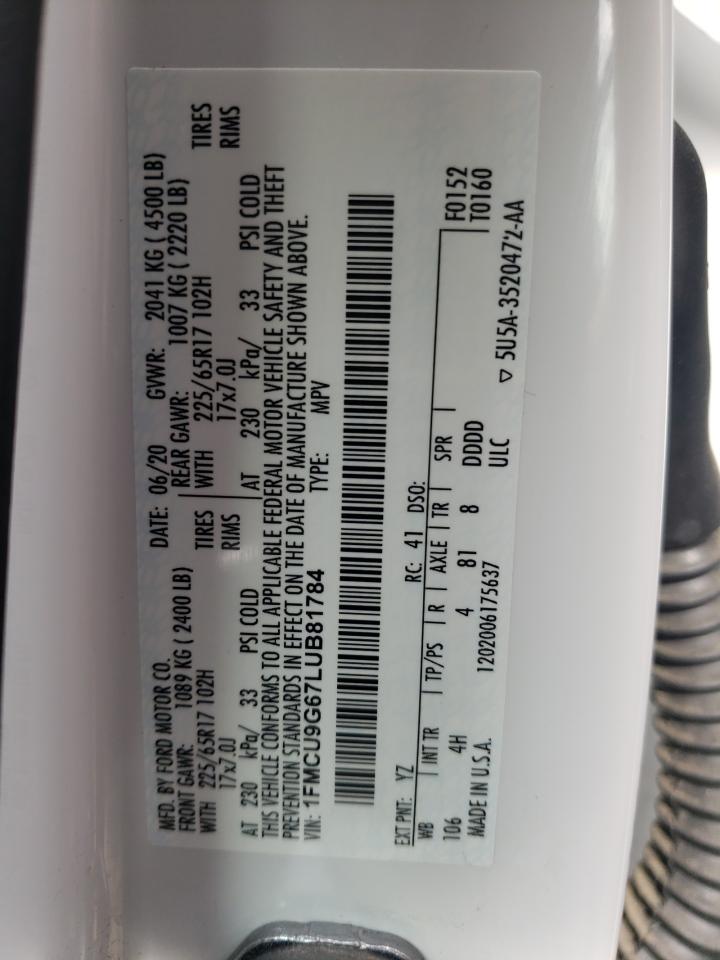 MFD. BY FORD MOTOR CO. DATE: 06/20 GVWR: 2041 KG ( 4500 LB)
FRONT GAWR: 1089 KG ( 2400 LB) REAR GAWR: 1007 KG ( 2220 LB)
WITH 225/65R17 102H TIRES WITH 225/65R17 102H TIRES
17x7.0J RIMS 17x7.0J RIMS
AT 230 kPa/ 33 PSI COLD AT 230 kPa/ 33 PSI COLD
THIS VEHICLE CONFORMS TO ALL APPLICABLE FEDERAL MOTOR VEHICLE SAFETY AND THEFT
PREVENTION STANDARDS IN EFFECT ON THE DATE OF MANUFACTURE SHOWN ABOVE.
VIN: 1FMCU9G67LUB81784 TYPE: MPV
EXT PNT: YZ RC: 41 DSO: F0152
WB INT TR TP/PS R AXLE TR SPR T0160
106 4H 4 81 8 DDDD
MADE IN U.S.A. 1202006175637 ULC ▽ 5U5A-3520472-AA